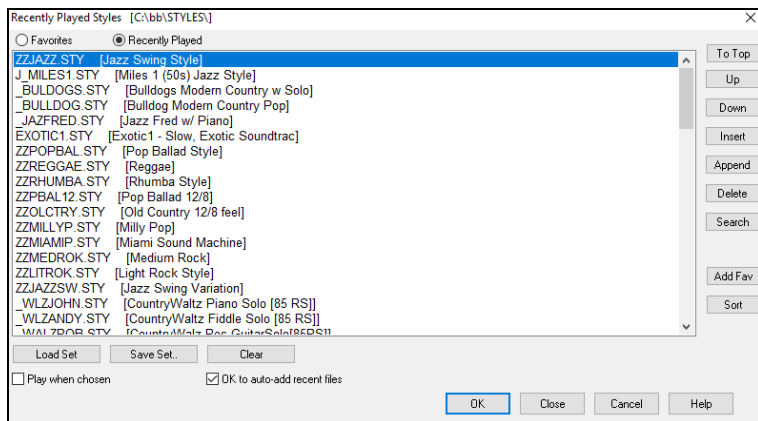 Recently Played Styles [C:\bb\STYLES\]
Favorites Recently Played
ZZJAZZ.STY [Jazz Swing Style]
J_MILES1.STY [Miles 1 (50s) Jazz Style]
_BULDOGS.STY [Bulldogs Modern Country w Solo]
_BULLDOG.STY [Bulldog Modern Country Pop]
_JAZFRED.STY [Jazz Fred w/ Piano]
EXOTIC1.STY [Exotic1 - Slow, Exotic Soundtrac]
ZZPOPBAL.STY [Pop Ballad Style]
ZZREGGAE.STY [Reggae]
ZZRHUMBA.STY [Rhumba Style]
ZZPBAL12.STY [Pop Ballad 12/8]
ZZOLCTRY.STY [Old Country 12/8 feel]
ZZMILLYP.STY [Milly Pop]
ZZMIAMIP.STY [Miami Sound Machine]
ZZMEDROK.STY [Medium Rock]
ZZLITROK.STY [Light Rock Style]
ZZJAZZSW.STY [Jazz Swing Variation]
_WLZJOHN.STY [CountryWaltz Piano Solo [85 RS]]
_WLZANDY.STY [CountryWaltz Fiddle Solo [85 RS]]
To Top
Up
Down
Insert
Append
Delete
Search
Add Fav
Sort
Load Set Save Set.. Clear
Play when chosen OK to auto-add recent files
OK Close Cancel Help